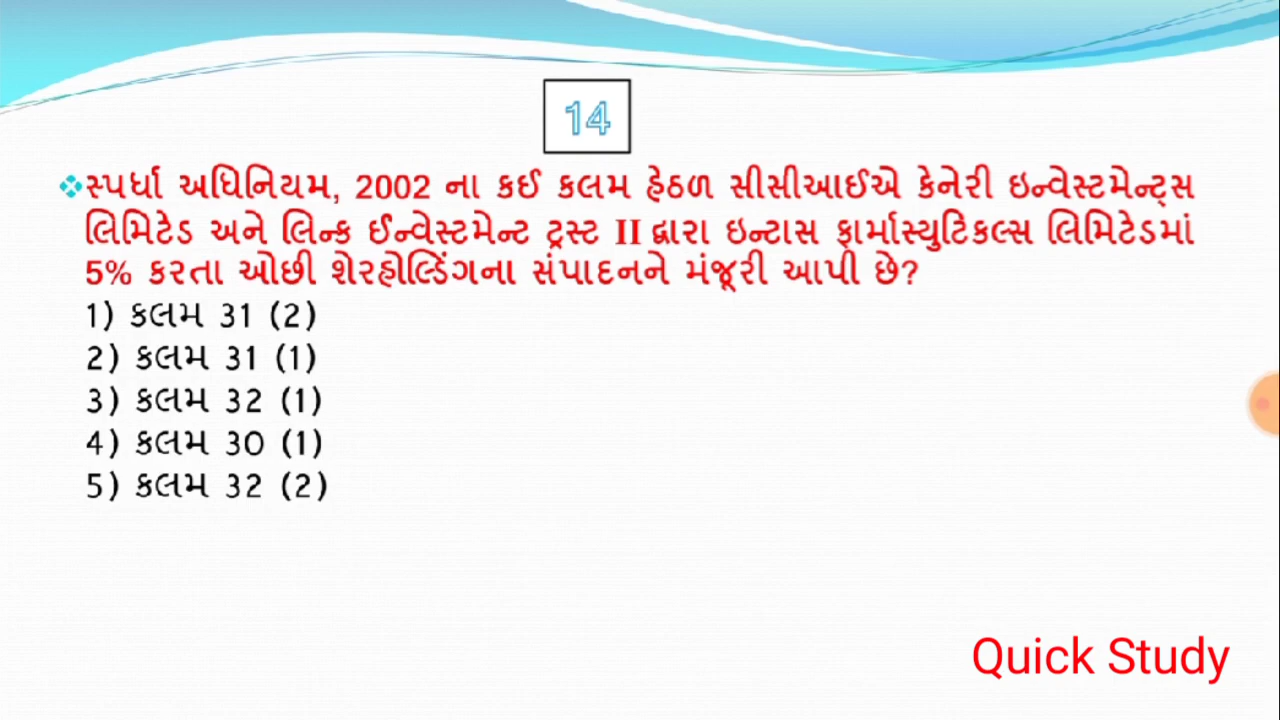 14
સ્પર્ધા અધિનિયમ, 2002 ના કઈ કલમ હેઠળ સીસીઆઈએ કેનેરી ઇન્વેસ્ટમેન્ટ્સ
લિમિટેડ અને લિન્ક ઈન્વેસ્ટમેન્ટ ટ્રસ્ટ II દ્વારા ઇન્ટાસ ફાર્માસ્યુટિકલ્સ લિમિટેડમાં
5% કરતા ઓછી શેરહોલ્ડિંગના સંપાદનને મંજૂરી આપી છે?
1) કલમ 31 (2)
2) કલમ 31 (1)
3) કલમ 32 (1)
4) કલમ 30 (1)
5) કલમ 32 (2)
Quick Study